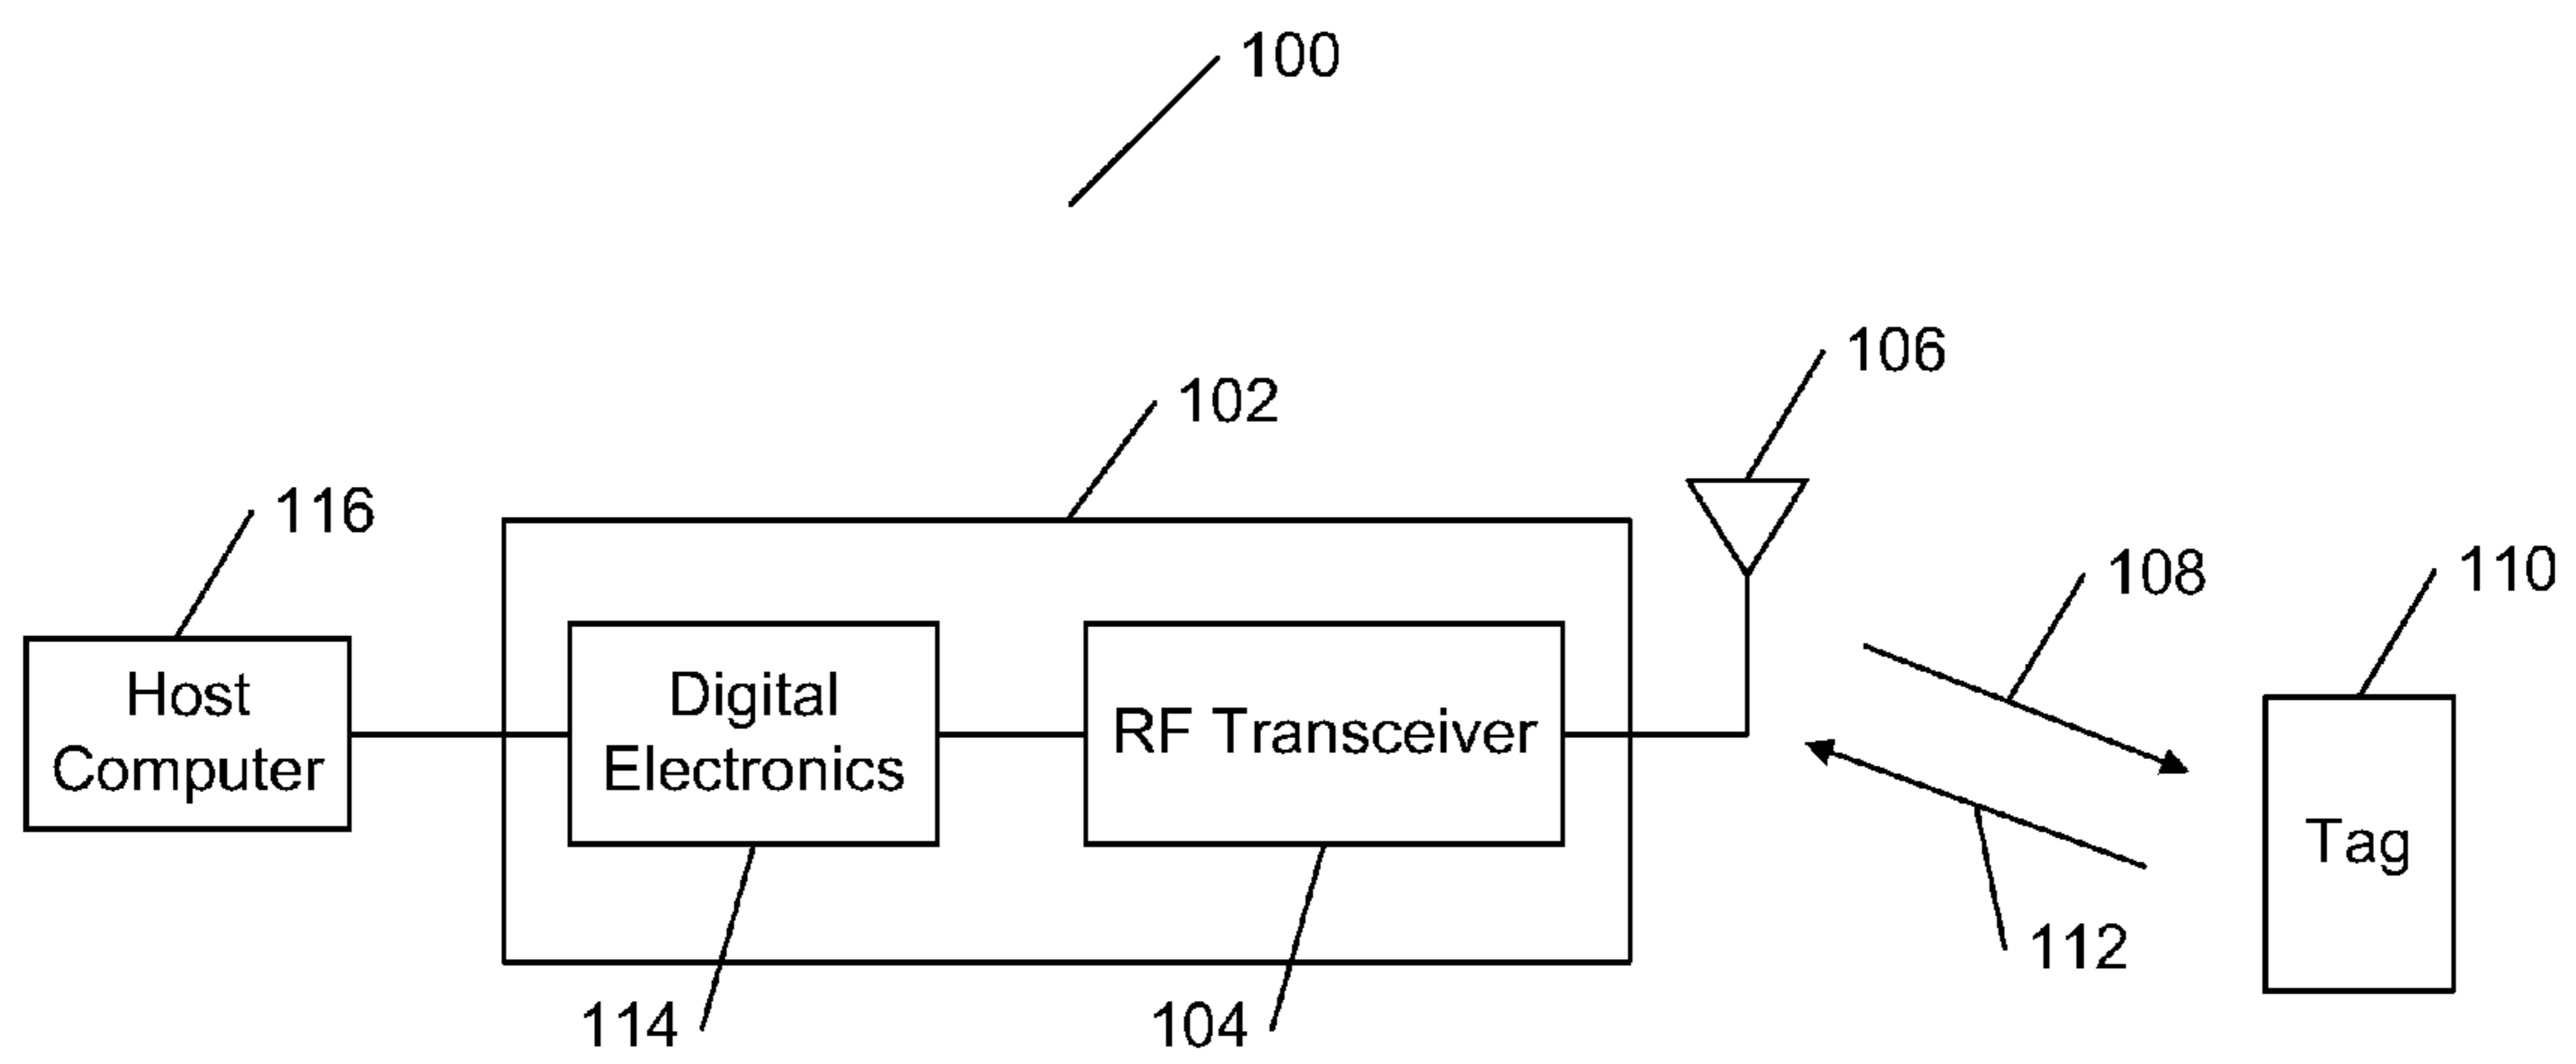 100
106
102
116
108
110
Host
Computer
Digital
Electronics
RF Transceiver
Tag
112
114
104